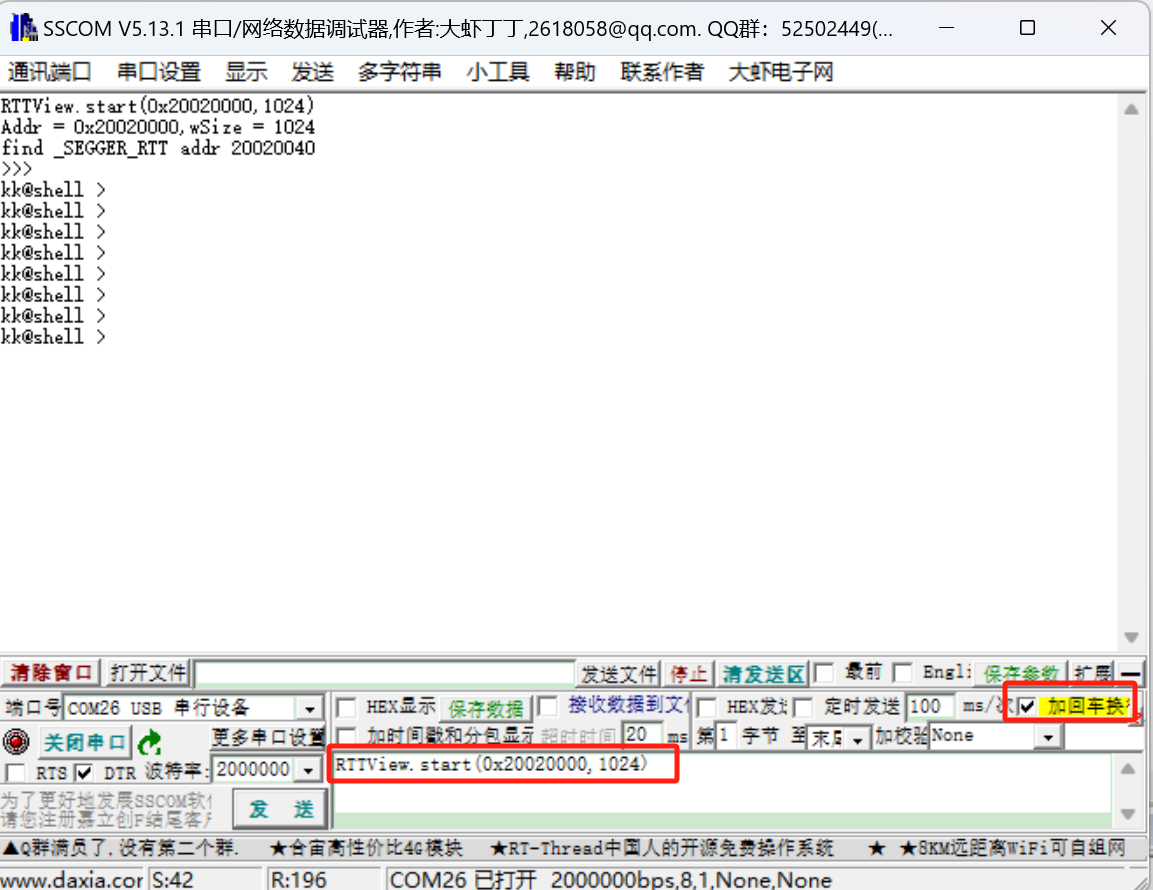 SSCOM V5.13.1 串口/网络数据调试器,作者:大虾丁丁,2618058@qq.com. QQ群：52502449(...
通讯端口 串口设置 显示 发送 多字符串 小工具 帮助 联系作者 大虾电子网
RTTView.start(0x20020000,1024)
Addr = 0x20020000,wSize = 1024
find _SEGGER_RTT addr 20020040
>>>
kk@shell >
kk@shell >
kk@shell >
kk@shell >
kk@shell >
kk@shell >
kk@shell >
kk@shell >
清除窗口 打开文件 发送文件 停止 清发送区 最前 Engli 保存参数 扩展
端口号 COM26 USB 串行设备 HEX显示 保存数据 接收数据到文 HEX发 定时发送 100 ms/次 加回车换
关闭串口 更多串口设置 加时间戳和分包显示 超时时间 20 ms 第1 字节 至 末尾 加校验 None
RTS DTR 波特率: 2000000 RTTView.start(0x20020000,1024)
为了更好地发展SSCOM软
请您注册嘉立创F结尾客
发 送
▲Q群满员了,没有第二个群. ★合宙高性价比4G模块 ★RT-Thread中国人的开源免费操作系统 ★ ★8KM远距离WiFi可自组网
www.daxia.cor S:42 R:196 COM26 已打开 2000000bps,8,1,None,None